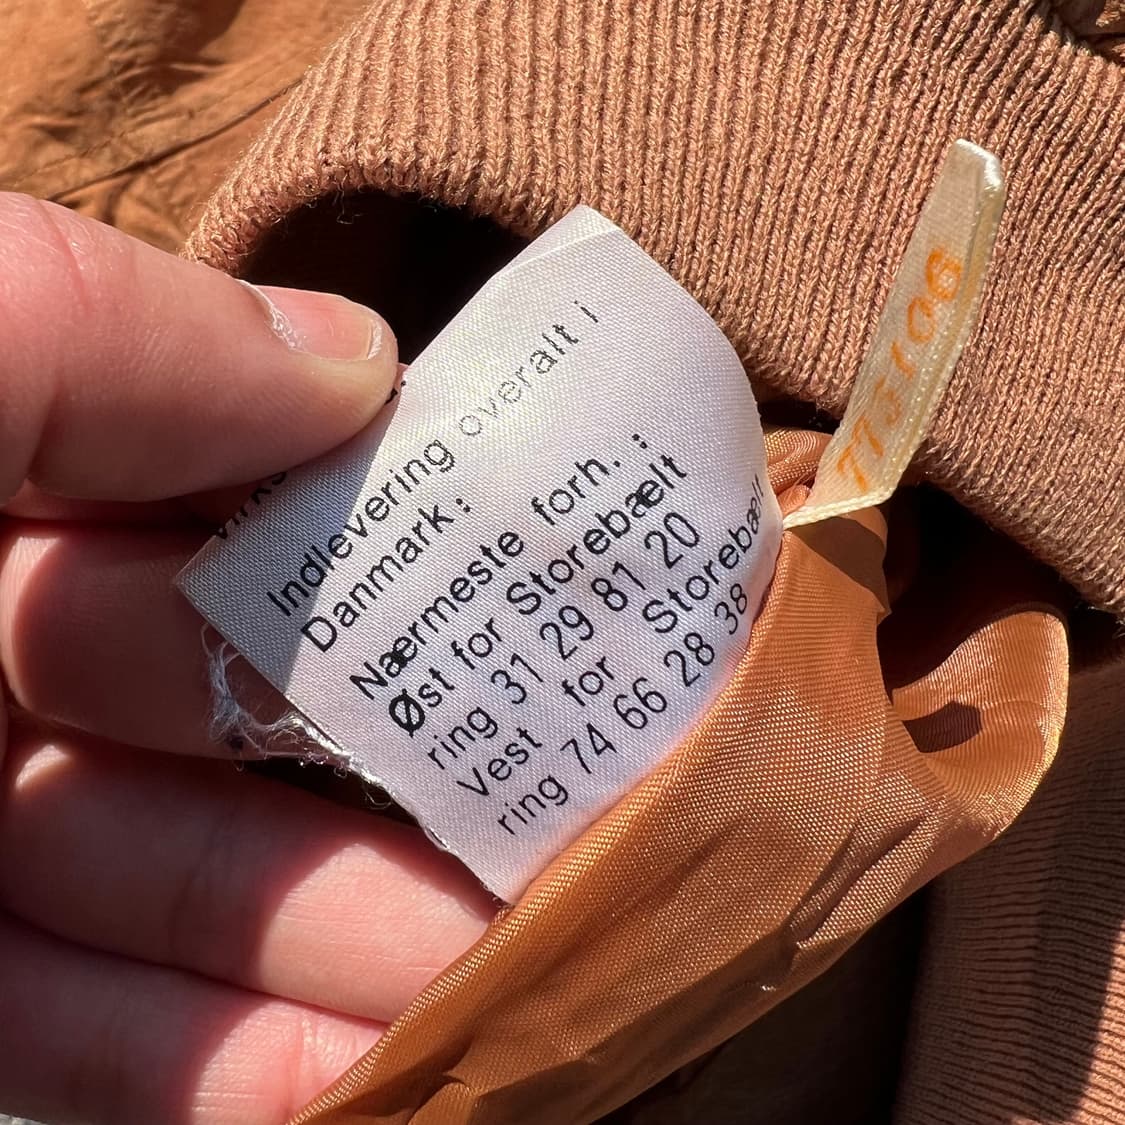 Indlevering overalt i
Danmark:
Nærmeste forh.:
Øst for Storebælt
ring 31 29 81 20
Vest for Storebælt
ring 74 66 28 38
775106